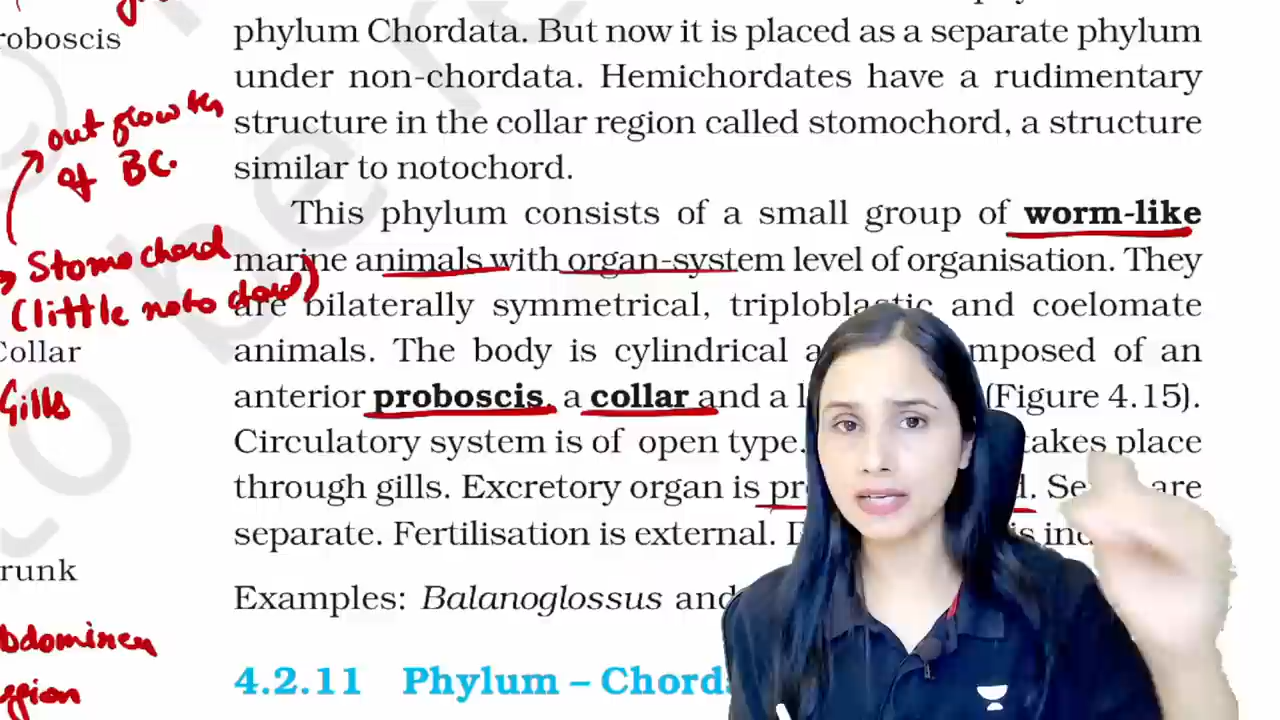 roboscis
out growth
of BC.
Stomochord
(little noto chord)
Collar
Gills
runk
bdominen
egion
phylum Chordata. But now it is placed as a separate phylum
under non-chordata. Hemichordates have a rudimentary
structure in the collar region called stomochord, a structure
similar to notochord.
This phylum consists of a small group of worm-like
marine animals with organ-system level of organisation. They
are bilaterally symmetrical, triploblastic and coelomate
animals. The body is cylindrical a mposed of an
anterior proboscis, a collar and a l (Figure 4.15).
Circulatory system is of open type. takes place
through gills. Excretory organ is pr . Se are
separate. Fertilisation is external. D is ind
Examples: Balanoglossus and
4.2.11 Phylum – Chord